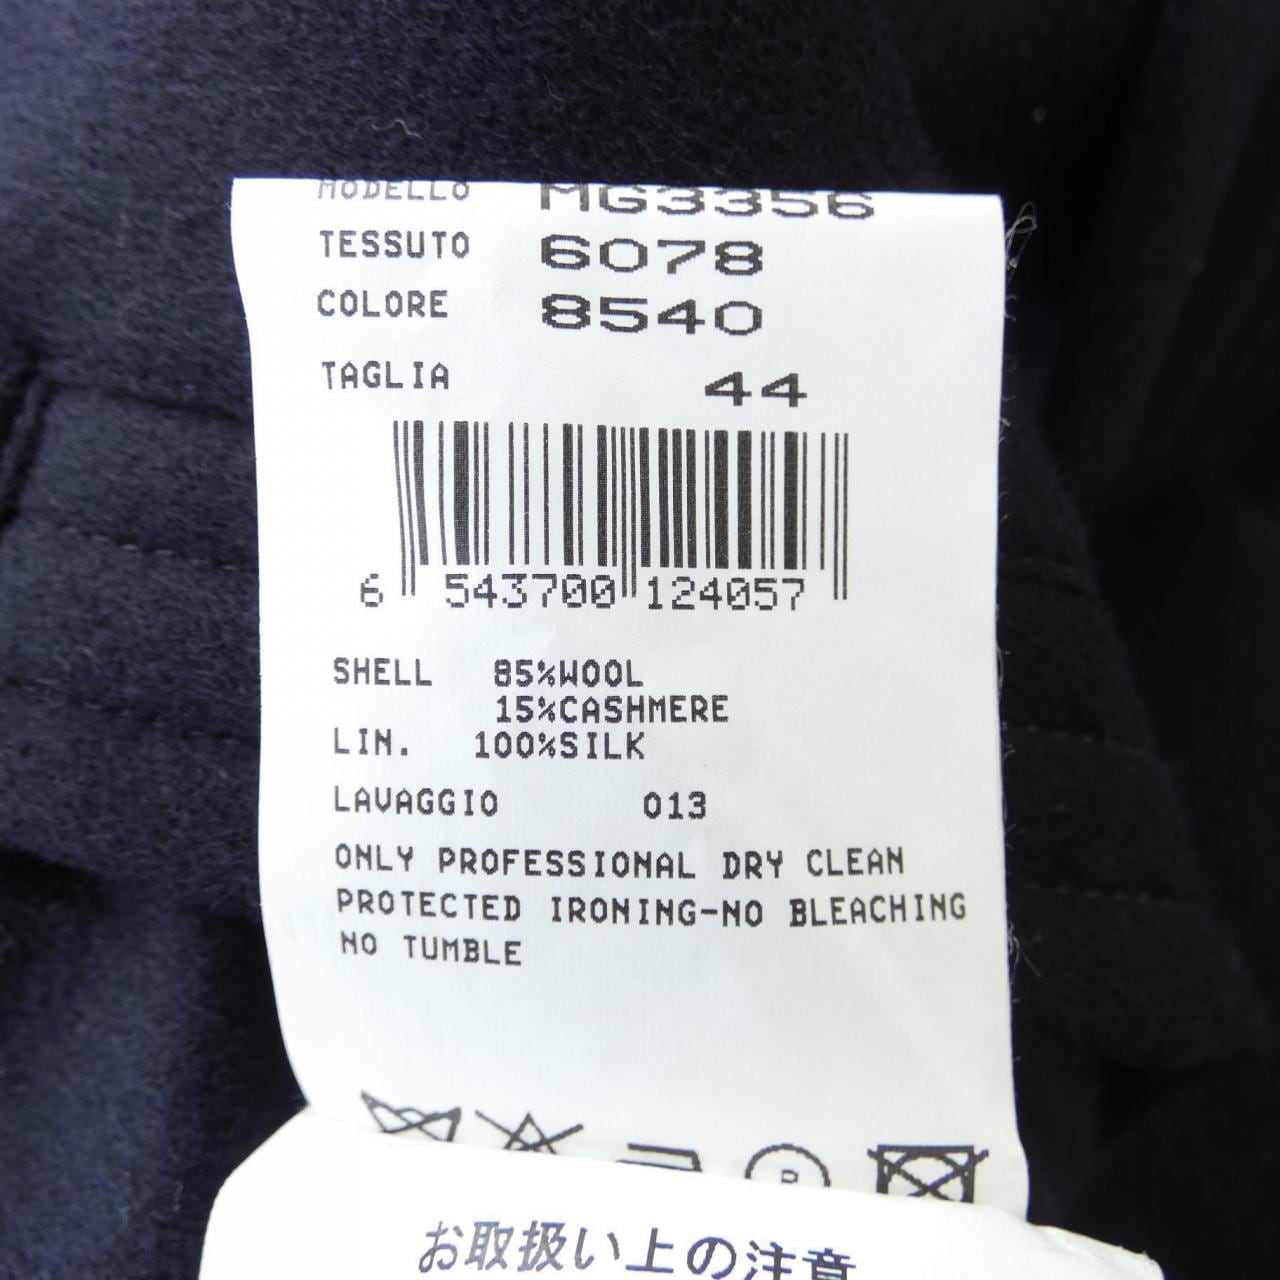 MODELLO MG3356
TESSUTO 6078
COLORE 8540
TAGLIA 44
6 543700 124057
SHELL 85%WOOL
15%CASHMERE
LIN. 100%SILK
LAVAGGIO 013
ONLY PROFESSIONAL DRY CLEAN
PROTECTED IRONING-NO BLEACHING
NO TUMBLE
P
お取扱い上の注意